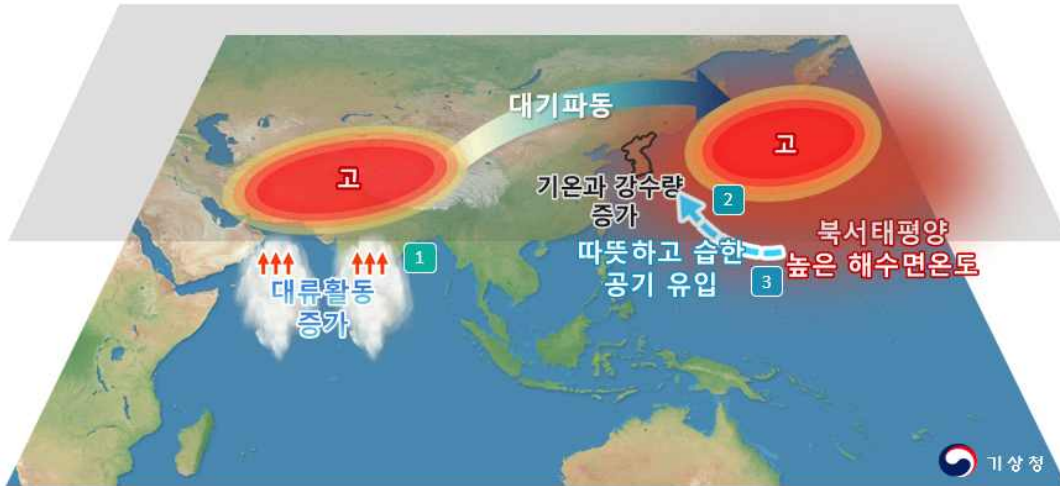 대기파동
고
고
기온과 강수량
증가
2
1
대류활동
증가
따뜻하고 습한
공기 유입
3
북서태평양
높은 해수면온도
기상청